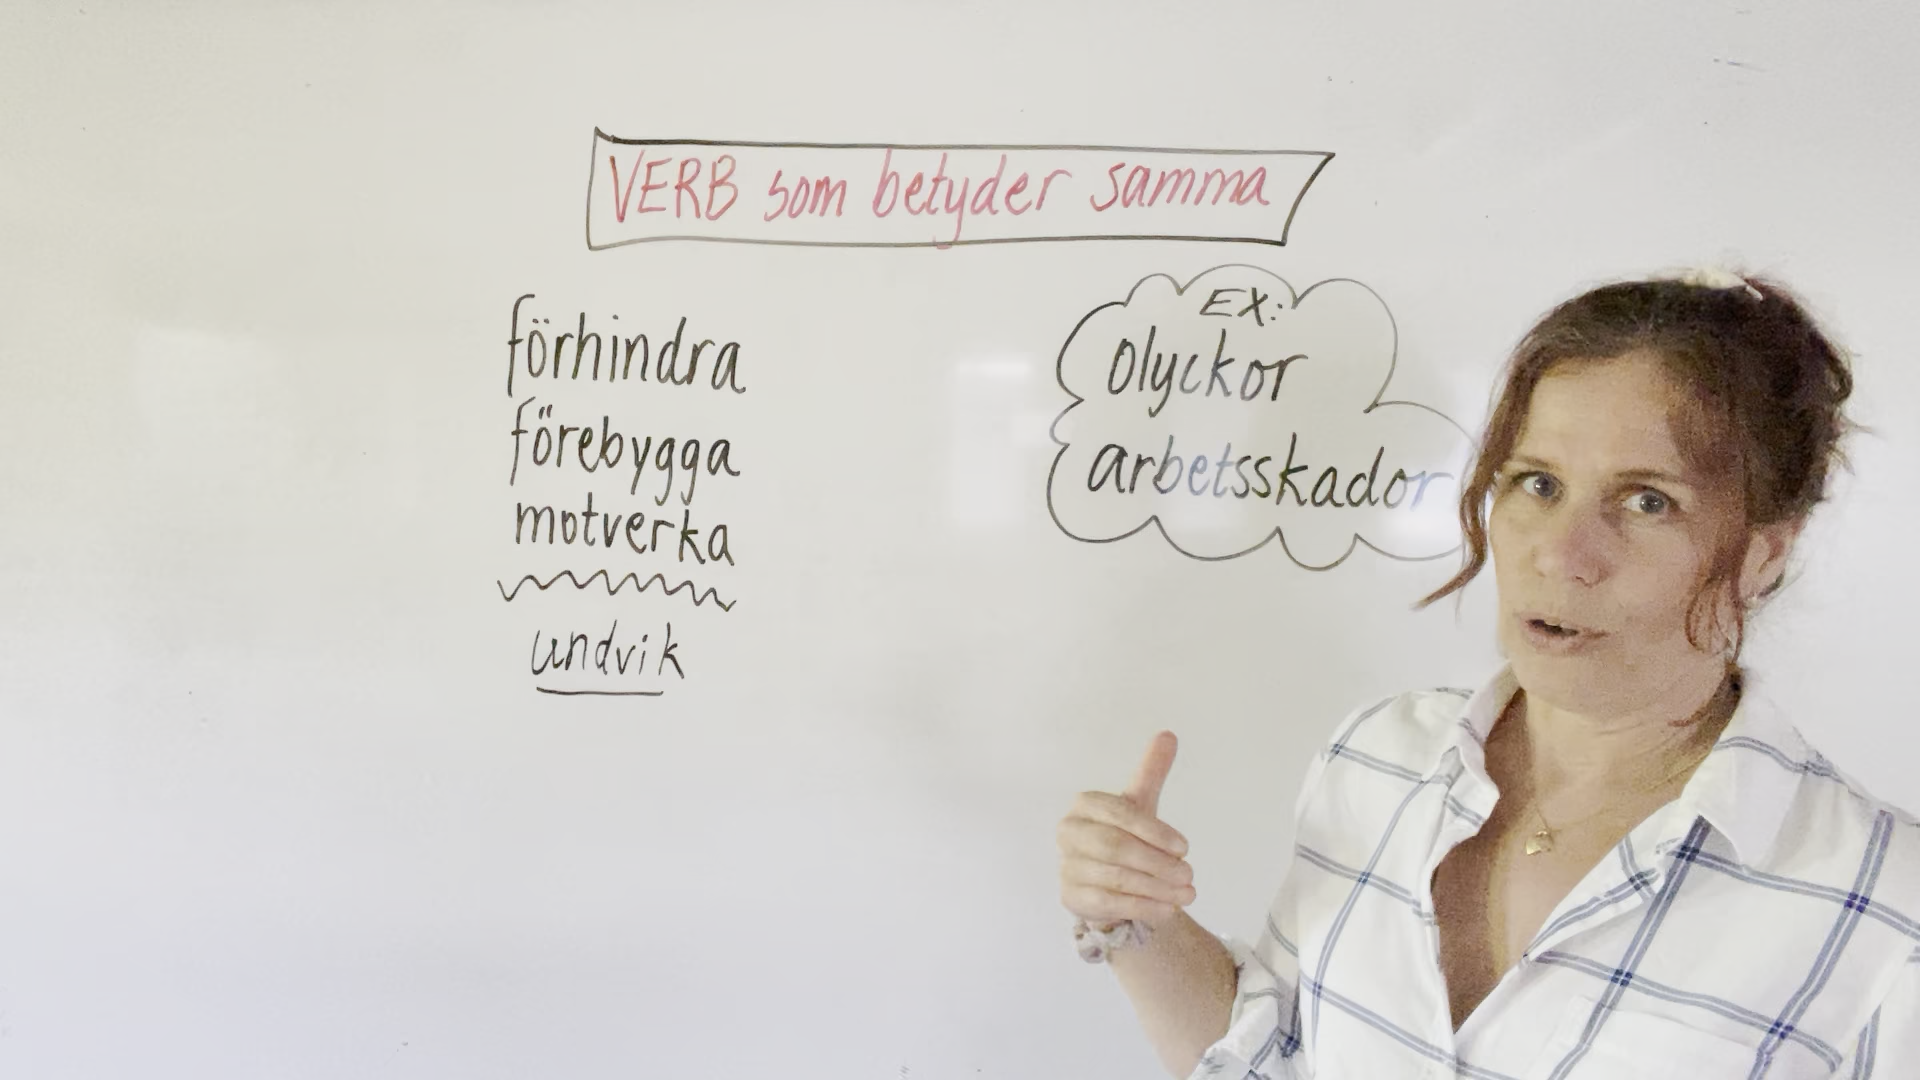 VERB som betyder samma
förhindra
förebygga
motverka
undvik
EX:
olyckor
arbetsskador